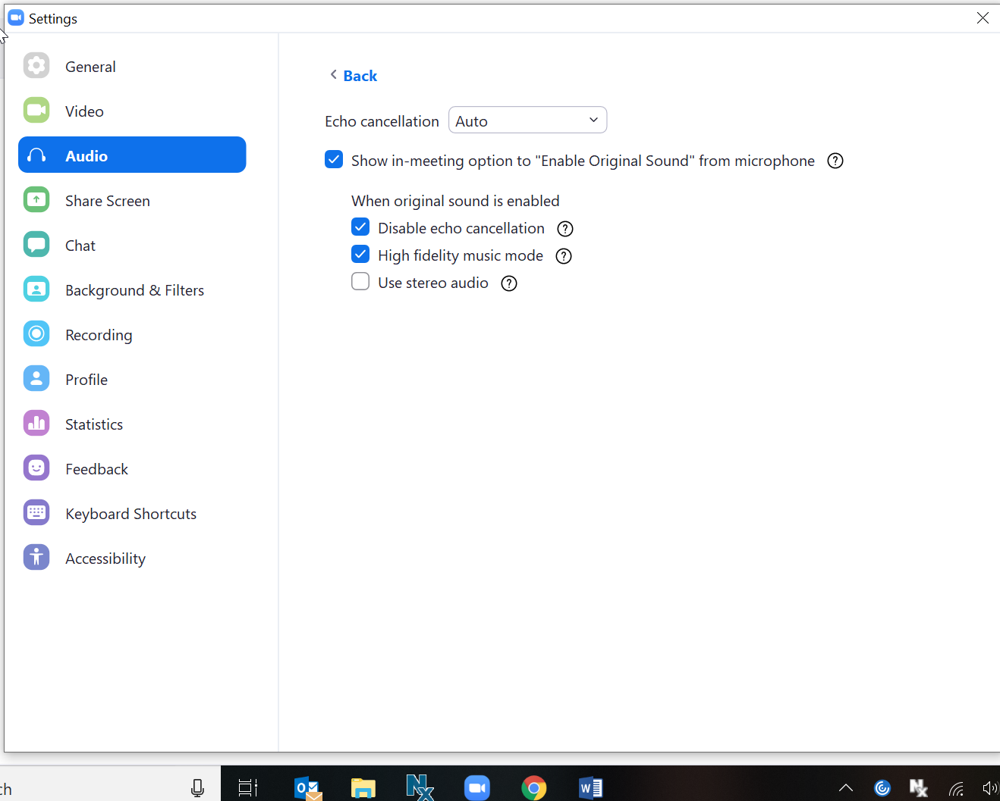 Settings
General
Video
Audio
Share Screen
Chat
Background & Filters
Recording
Profile
Statistics
Feedback
Keyboard Shortcuts
Accessibility
Back
Echo cancellation Auto
Show in-meeting option to "Enable Original Sound" from microphone ?
When original sound is enabled
Disable echo cancellation ?
High fidelity music mode ?
Use stereo audio ?
ch
O
Nx
W
Nx